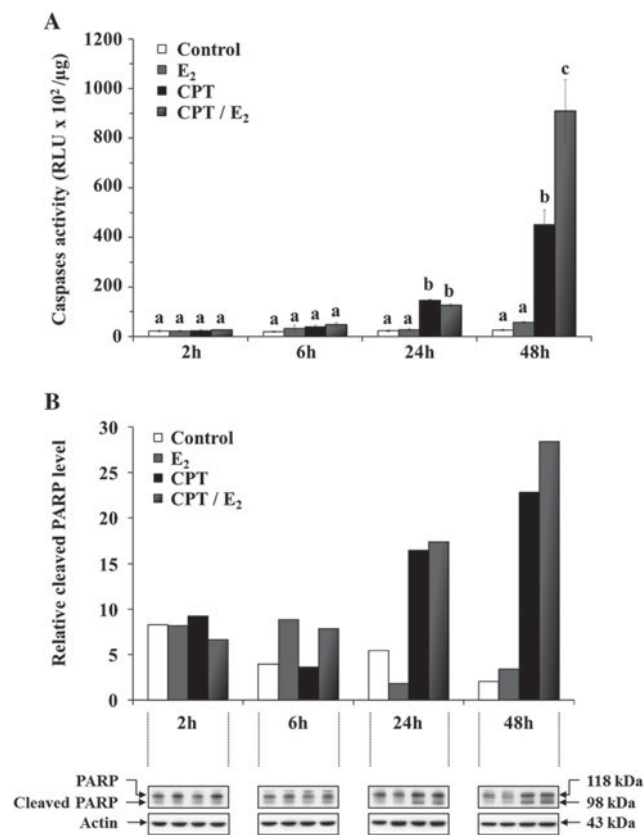 A
Caspases activity (RLU x 10² /µg)
1200
1000
800
600
400
200
0
Control
E₂
CPT
CPT / E₂
a a a a
a a a a
a a b b
a a b c
2h 6h 24h 48h
B
Relative cleaved PARP level
30
25
20
15
10
5
0
Control
E₂
CPT
CPT / E₂
2h 6h 24h 48h
PARP 118 kDa
Cleaved PARP 98 kDa
Actin 43 kDa